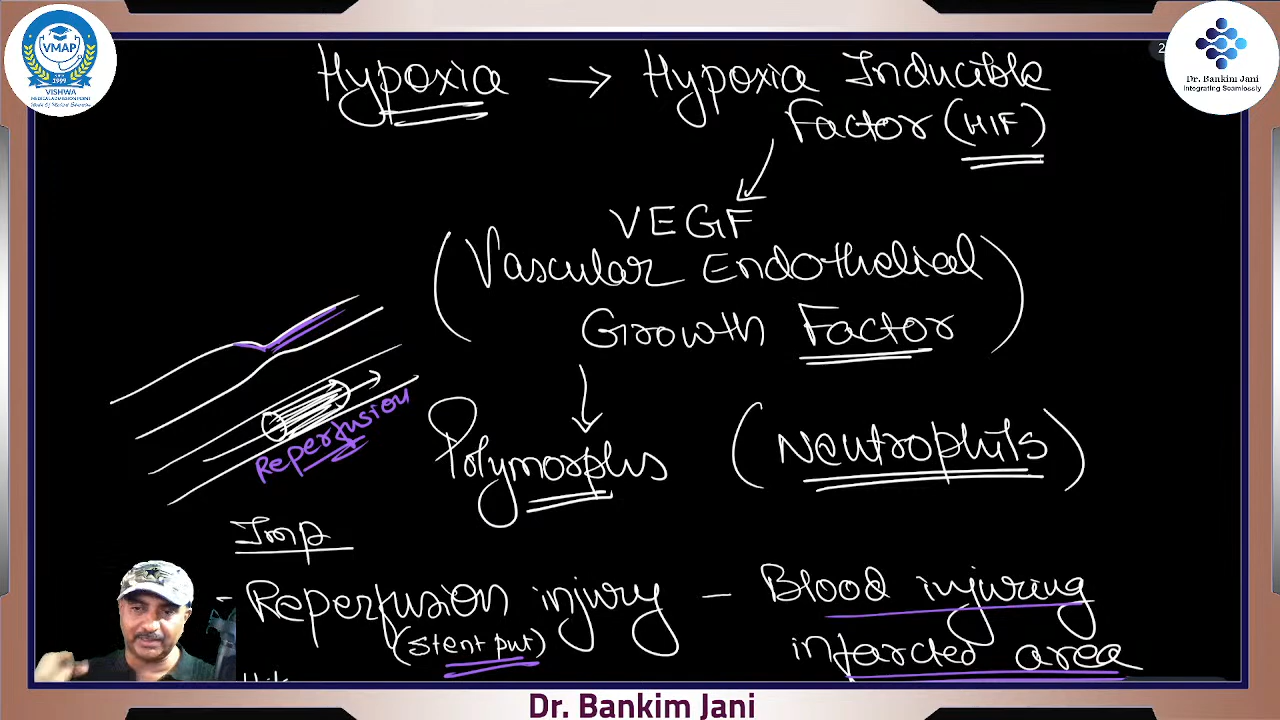 VMAP
VISHWA
Dr. Bankim Jani
Integrating Seamlessly
2
Hypoxia → Hypoxia Inducible
Factor (HIF)
VEGF
(Vascular Endothelial
Growth Factor)
Reperfusion
Polymorphs (Neutrophils)
Imp
- Reperfusion injury - Blood injuring
(stent put) infarcted area
Dr. Bankim Jani